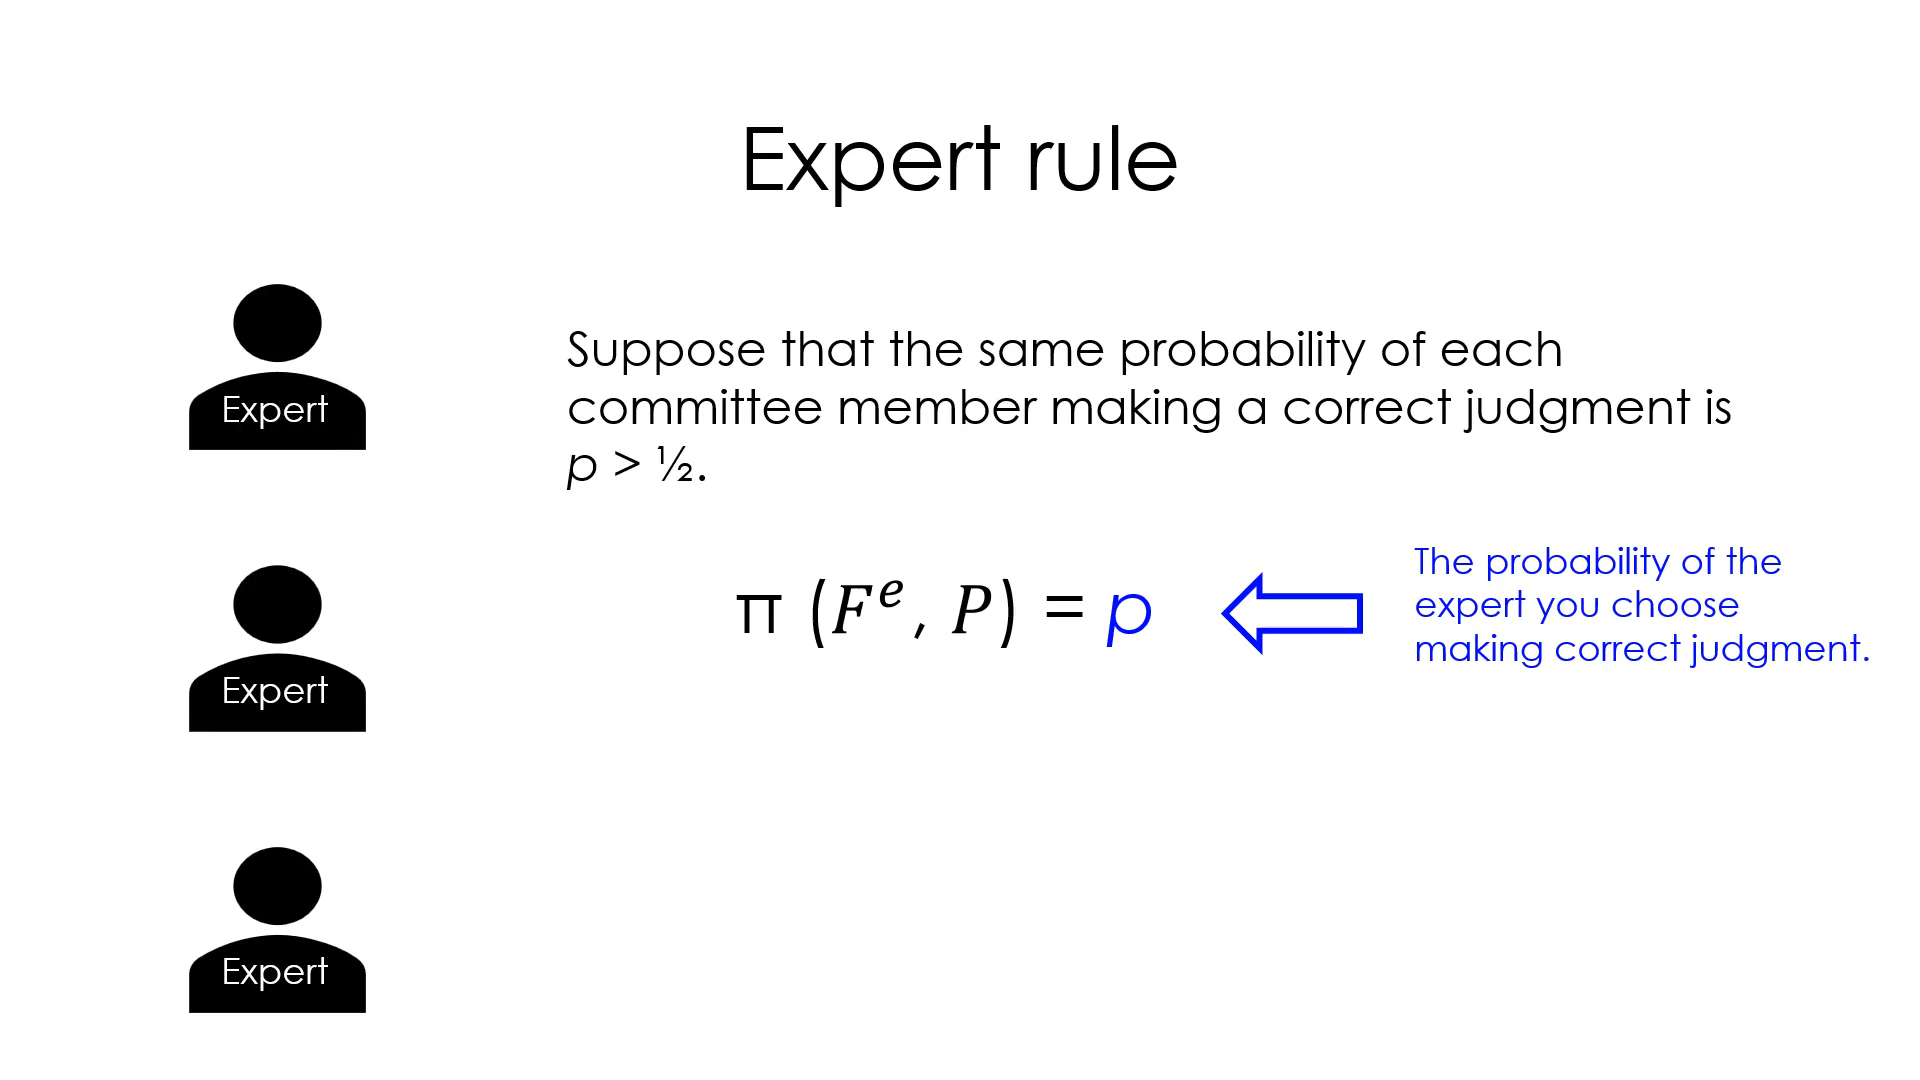 Expert rule
Expert
Suppose that the same probability of each
committee member making a correct judgment is
p > ½.
The probability of the
expert you choose
making correct judgment.
π (Fᵉ, P) = p
Expert
Expert